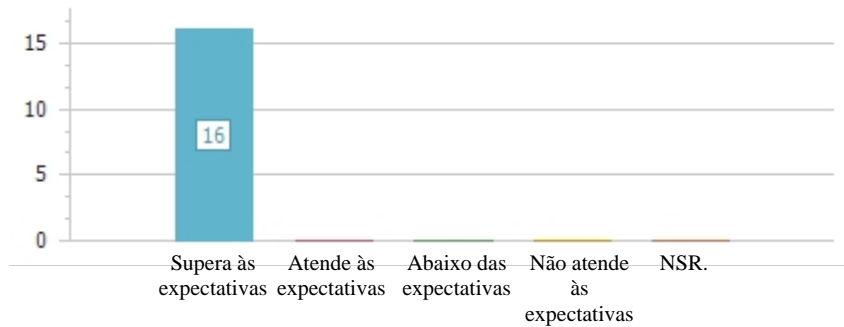 15
10
5
0
16
Supera às
expectativas
Atende às
expectativas
Abaixo das
expectativas
Não atende
às
expectativas
NSR.